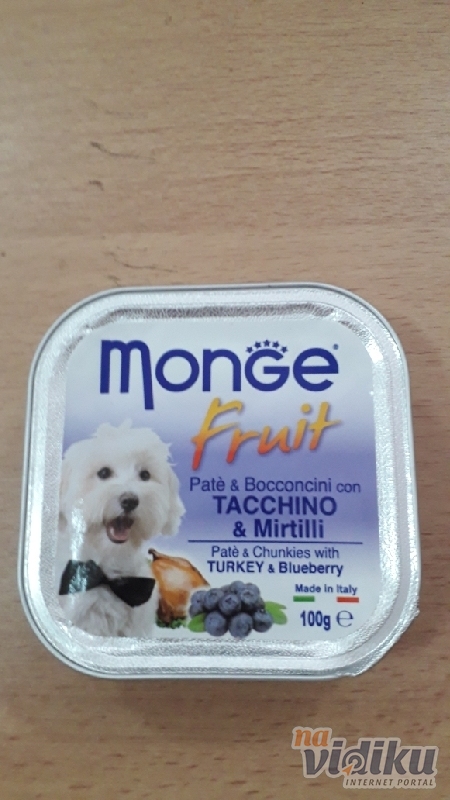 Monge
Fruit
Patè & Bocconcini con
TACCHINO
& Mirtilli
Patè & Chunkies with
TURKEY & Blueberry
Made in Italy
100g ℮
na
vidiku
INTERNET PORTAL